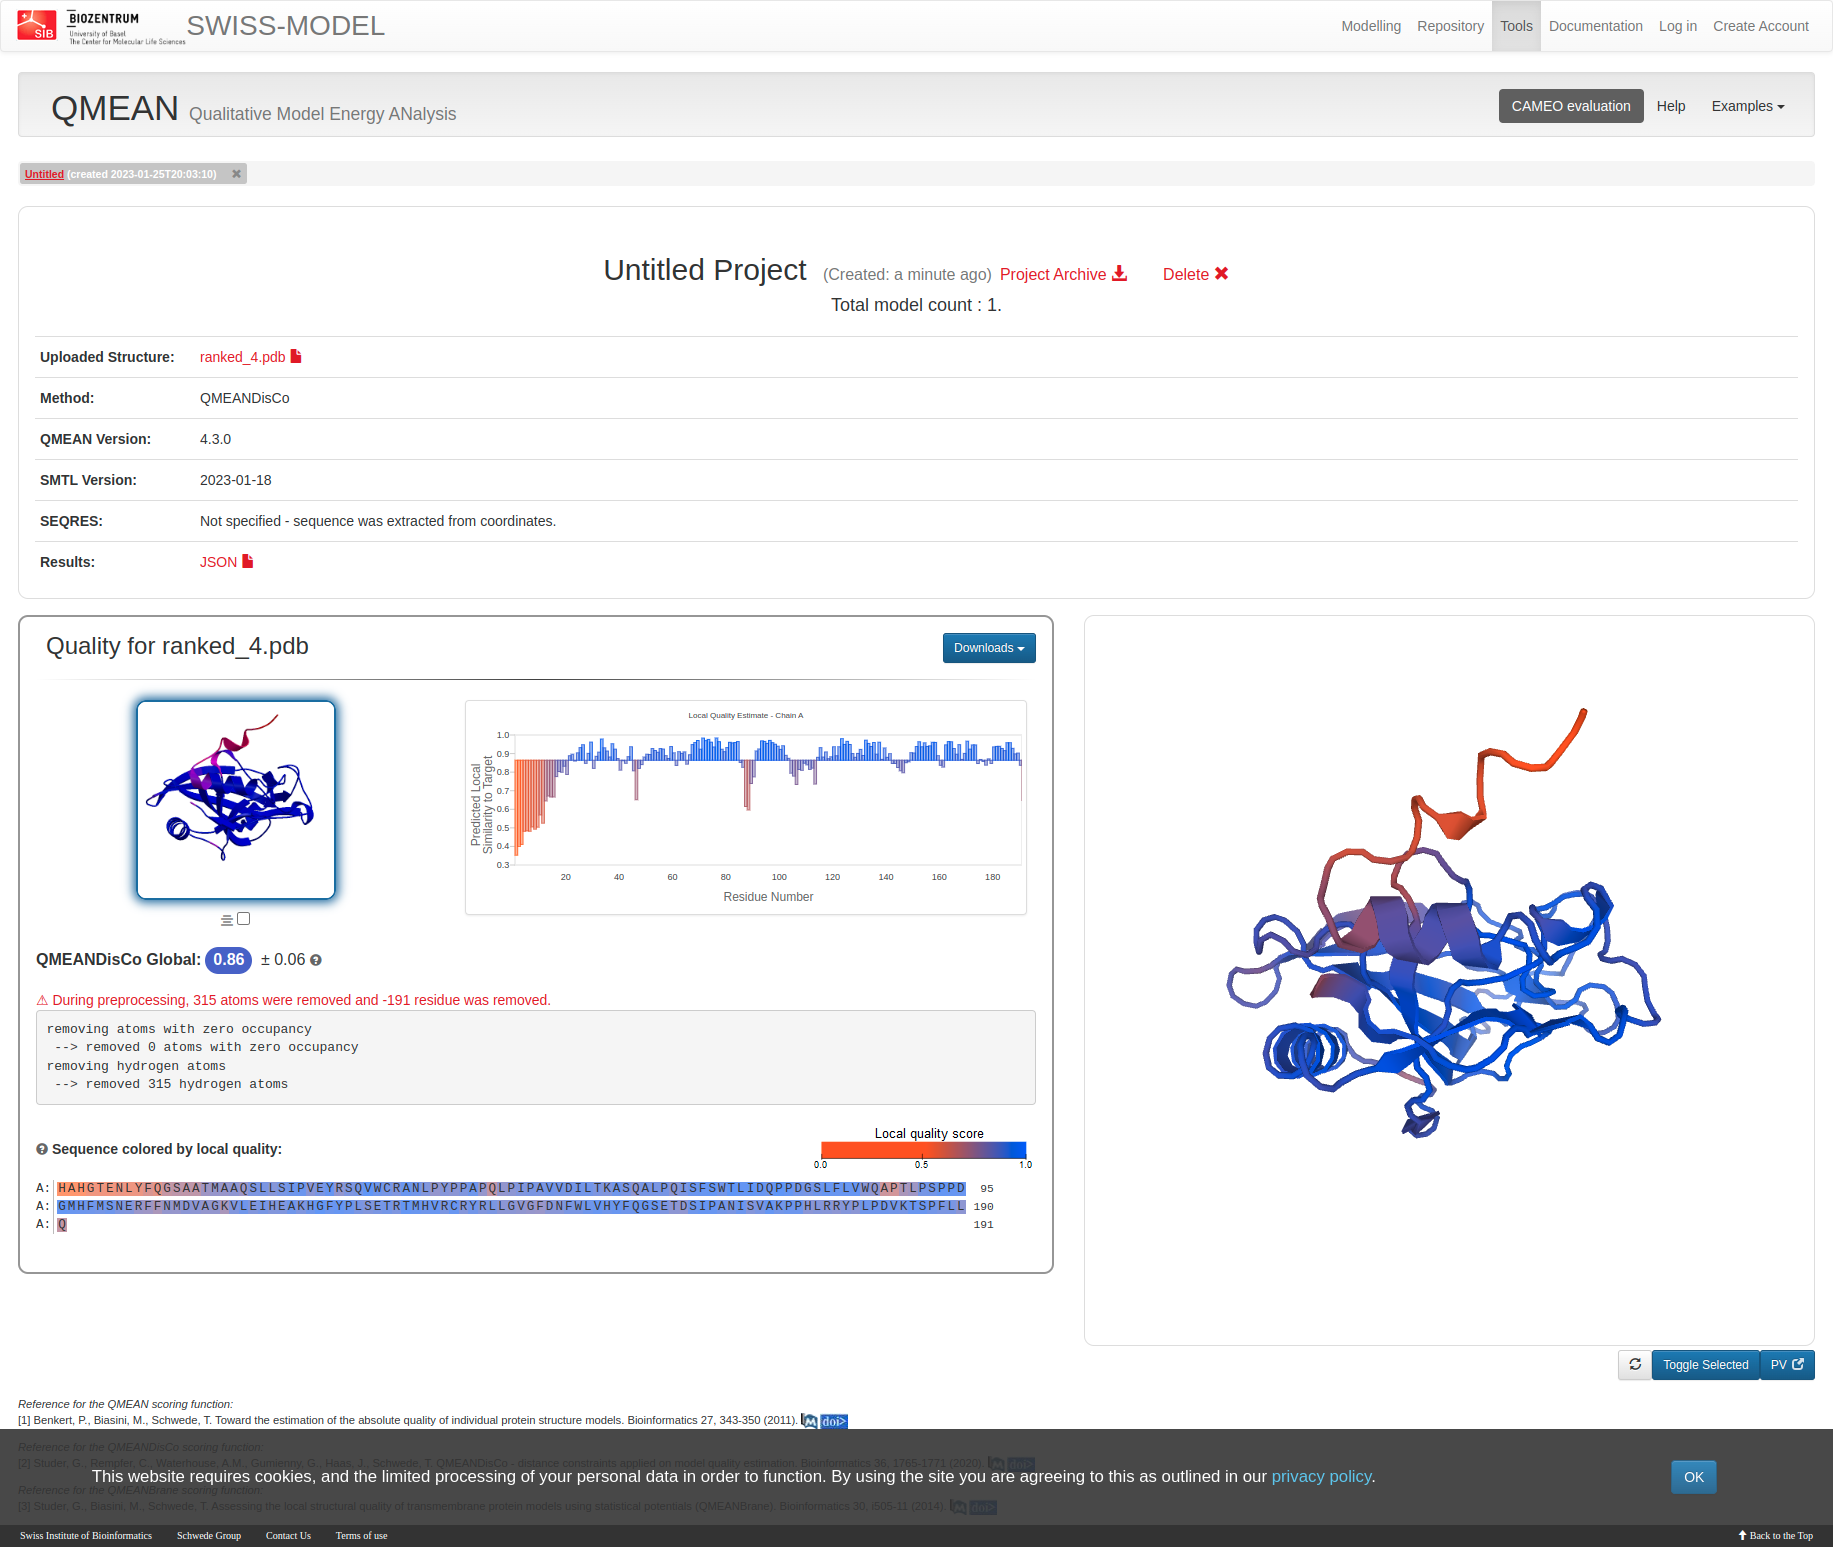 SIB
BIOZENTRUM
University of Basel
The Center for Molecular Life Sciences
SWISS-MODEL
Modelling Repository Tools Documentation Log in Create Account
QMEAN Qualitative Model Energy ANalysis
CAMEO evaluation Help Examples
Untitled (created 2023-01-25T20:03:10) ✖
Untitled Project (Created: a minute ago) Project Archive Delete ✖
Total model count : 1.
Uploaded Structure: ranked_4.pdb
Method: QMEANDisCo
QMEAN Version: 4.3.0
SMTL Version: 2023-01-18
SEQRES: Not specified - sequence was extracted from coordinates.
Results: JSON
Quality for ranked_4.pdb
Downloads
Local Quality Estimate - Chain A
Predicted Local
Similarity to Target
1.0
0.9
0.8
0.7
0.6
0.5
0.4
0.3
20 40 60 80 100 120 140 160 180
Residue Number
QMEANDisCo Global: 0.86 ± 0.06
⚠ During preprocessing, 315 atoms were removed and -191 residue was removed.
removing atoms with zero occupancy
--> removed 0 atoms with zero occupancy
removing hydrogen atoms
--> removed 315 hydrogen atoms
Sequence colored by local quality:
Local quality score
0.0 0.5 1.0
A: HAHGTENLYFQGSAATMAAQSLLSIPVEYRSQVWCRANLPYPPAPQLPIPAVVDILTKASQALPQISFSWTLIDQPPDGSLFLVWQAPTLPSPPD 95
A: GMHFMSNERFFNMDVAGKVLEIHEAKHGFYPLSETRTMHVRCRYRLLGVGFDNFWLVHYFQGSETDSIPANISVAKPPHLRRYPLPDVKTSPFLL 190
A: Q 191
Toggle Selected PV
Reference for the QMEAN scoring function:
[1] Benkert, P., Biasini, M., Schwede, T. Toward the estimation of the absolute quality of individual protein structure models. Bioinformatics 27, 343-350 (2011). M doi>
Reference for the QMEANDisCo scoring function:
[2] Studer, G., Rempfer, C., Waterhouse, A.M., Gumienny, G., Haas, J., Schwede, T. QMEANDisCo - distance constraints applied on model quality estimation. Bioinformatics 36, 1765-1771 (2020). M doi>
This website requires cookies, and the limited processing of your personal data in order to function. By using the site you are agreeing to this as outlined in our privacy policy. OK
Reference for the QMEANBrane scoring function:
[3] Studer, G., Biasini, M., Schwede, T. Assessing the local structural quality of transmembrane protein models using statistical potentials (QMEANBrane). Bioinformatics 30, i505-11 (2014). M doi>
Swiss Institute of Bioinformatics Schwede Group Contact Us Terms of use Back to the Top